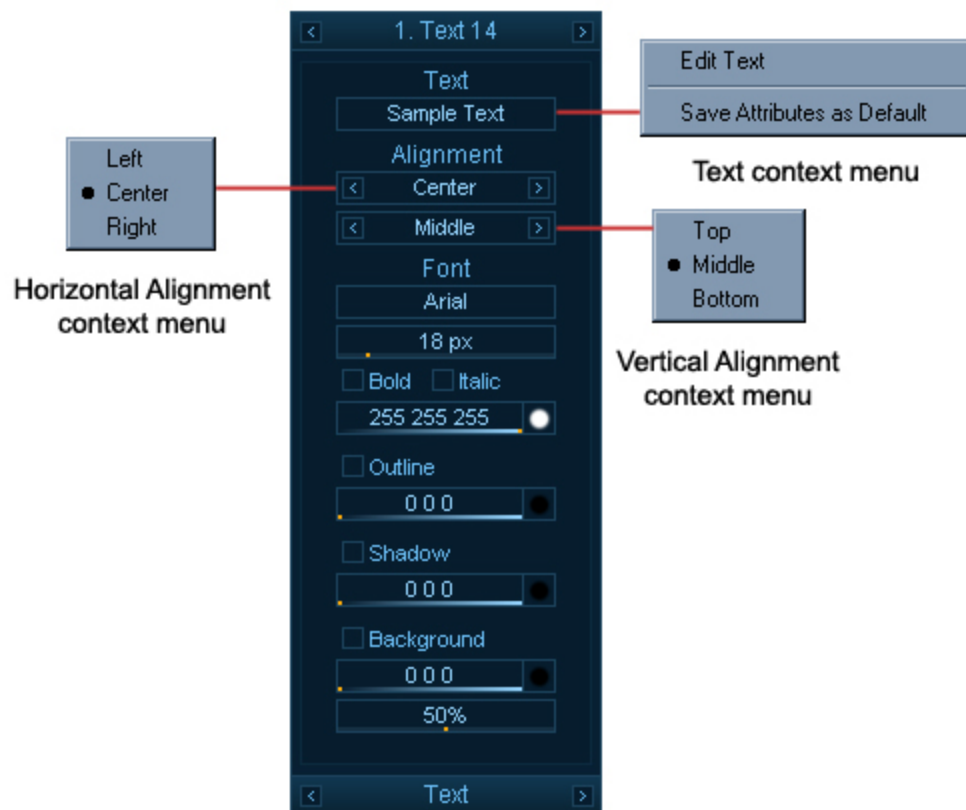 < 1. Text 14 >
Text
Sample Text
Alignment
< Center >
< Middle >
Font
Arial
18 px
Bold Italic
255 255 255
Outline
0 0 0
Shadow
0 0 0
Background
0 0 0
50%
< Text >
Edit Text
Save Attributes as Default
Text context menu
Left
Center
Right
Horizontal Alignment
context menu
Top
Middle
Bottom
Vertical Alignment
context menu